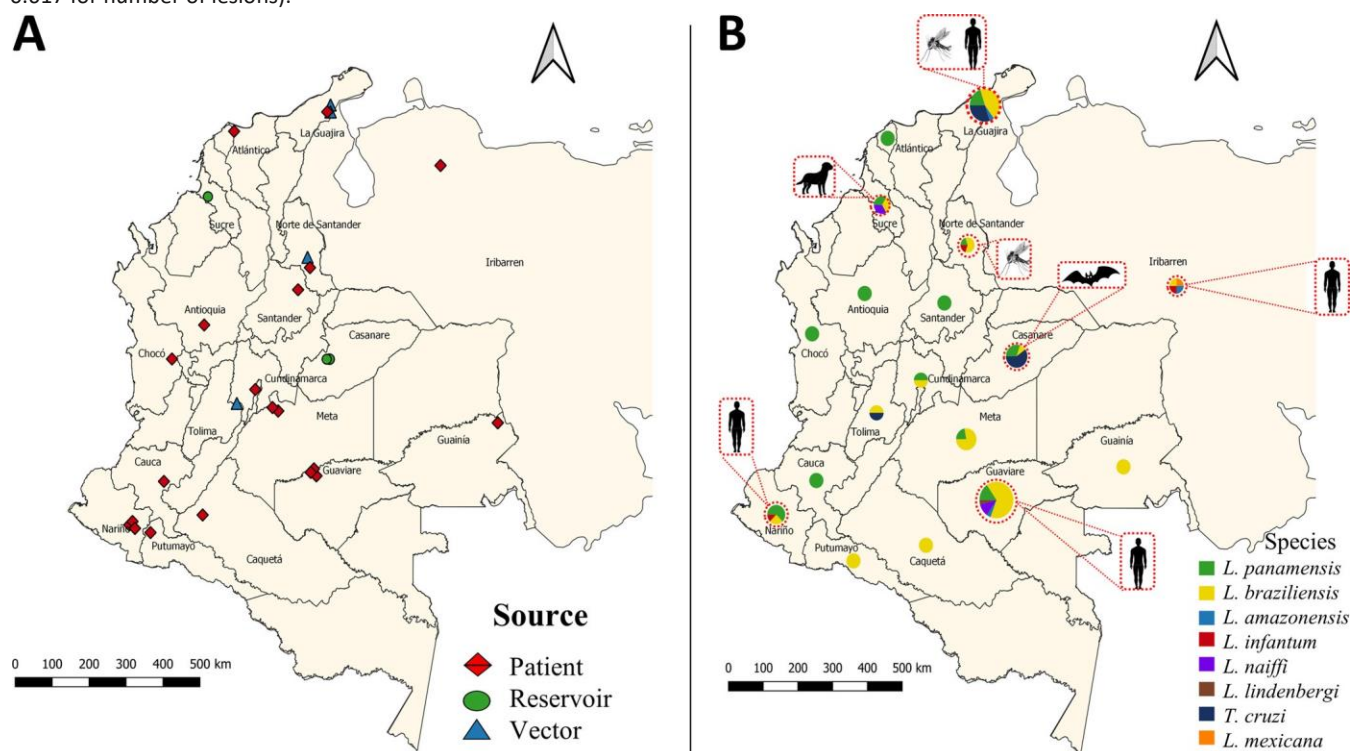 0.017 for number of lesions).
A
La Guajira
Atlántico
Sucre
Norte de Santander
Iribarren
Antioquia
Santander
Casanare
Chocó
Cundinamarca
Meta
Tolima
Guainía
Cauca
Guaviare
Nariño
Putumayo
Caquetá
Source
Patient
Reservoir
Vector
0 100 200 300 400 500 km
B
La Guajira
Atlántico
Sucre
Norte de Santander
Iribarren
Antioquia
Santander
Casanare
Chocó
Cundinamarca
Meta
Tolima
Guainía
Cauca
Guaviare
Nariño
Putumayo
Caquetá
Species
L. panamensis
L. braziliensis
L. amazonensis
L. infantum
L. naiffi
L. lindenbergi
T. cruzi
L. mexicana
0 100 200 300 400 500 km